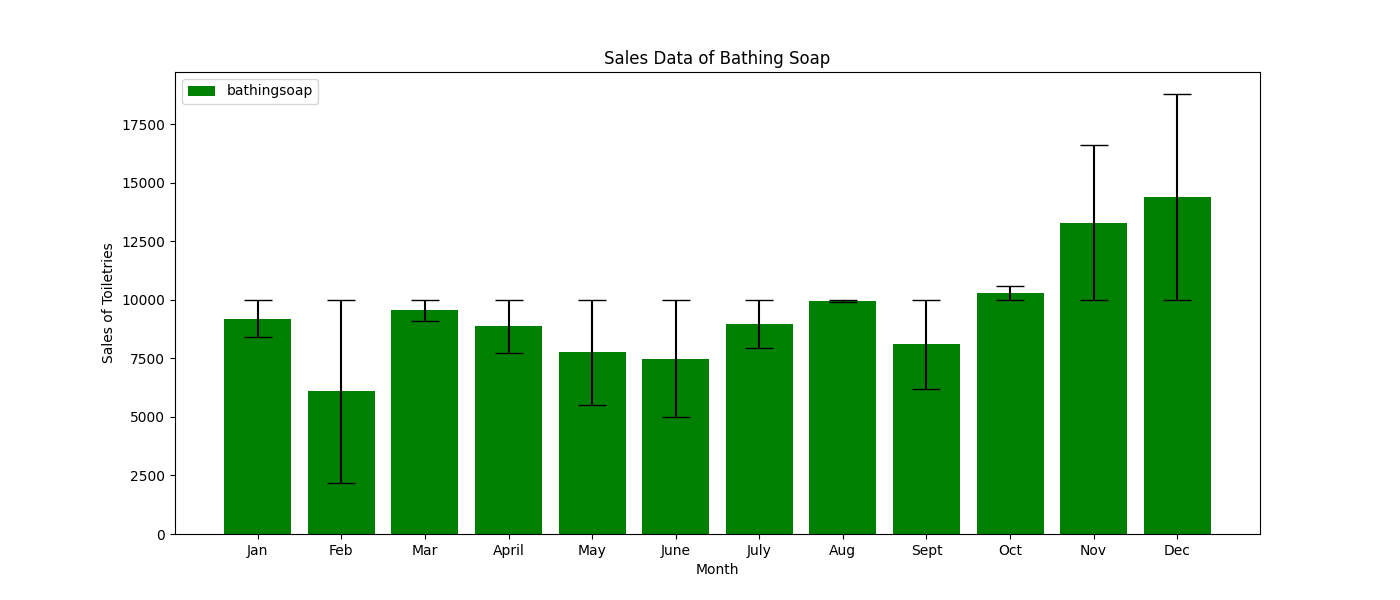 Sales Data of Bathing Soap
bathingsoap
17500
15000
12500
10000
7500
5000
2500
0
Sales of Toiletries
Jan Feb Mar April May June July Aug Sept Oct Nov Dec
Month